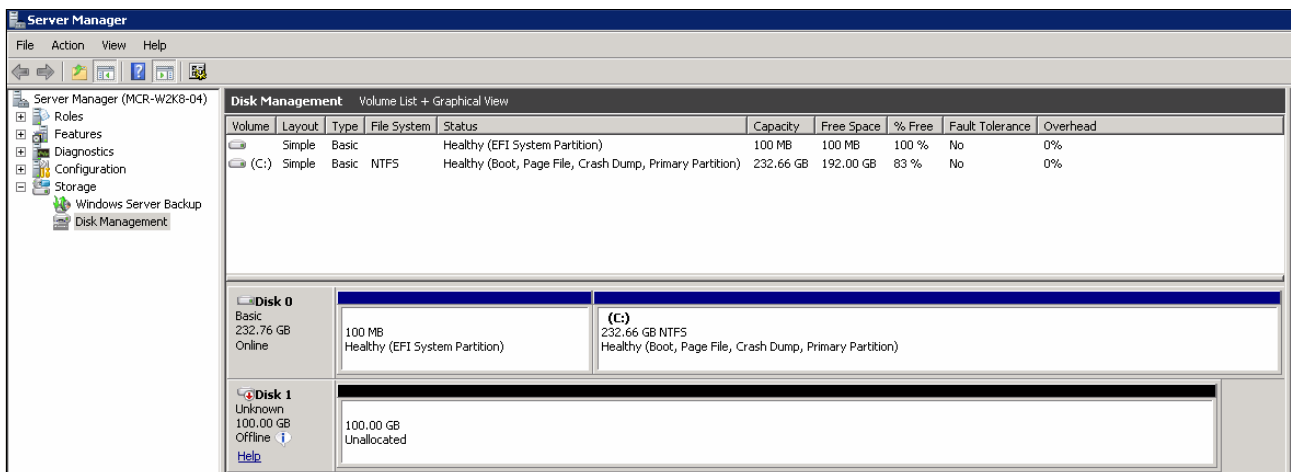 Server Manager
File Action View Help
Server Manager (MCR-W2K8-04)
Roles
Features
Diagnostics
Configuration
Storage
Windows Server Backup
Disk Management
Disk Management Volume List + Graphical View
Volume Layout Type File System Status Capacity Free Space % Free Fault Tolerance Overhead
Simple Basic Healthy (EFI System Partition) 100 MB 100 MB 100 % No 0%
(C:) Simple Basic NTFS Healthy (Boot, Page File, Crash Dump, Primary Partition) 232.66 GB 192.00 GB 83 % No 0%
Disk 0
Basic
232.76 GB
Online
100 MB
Healthy (EFI System Partition)
(C:)
232.66 GB NTFS
Healthy (Boot, Page File, Crash Dump, Primary Partition)
Disk 1
Unknown
100.00 GB
Offline
Help
100.00 GB
Unallocated